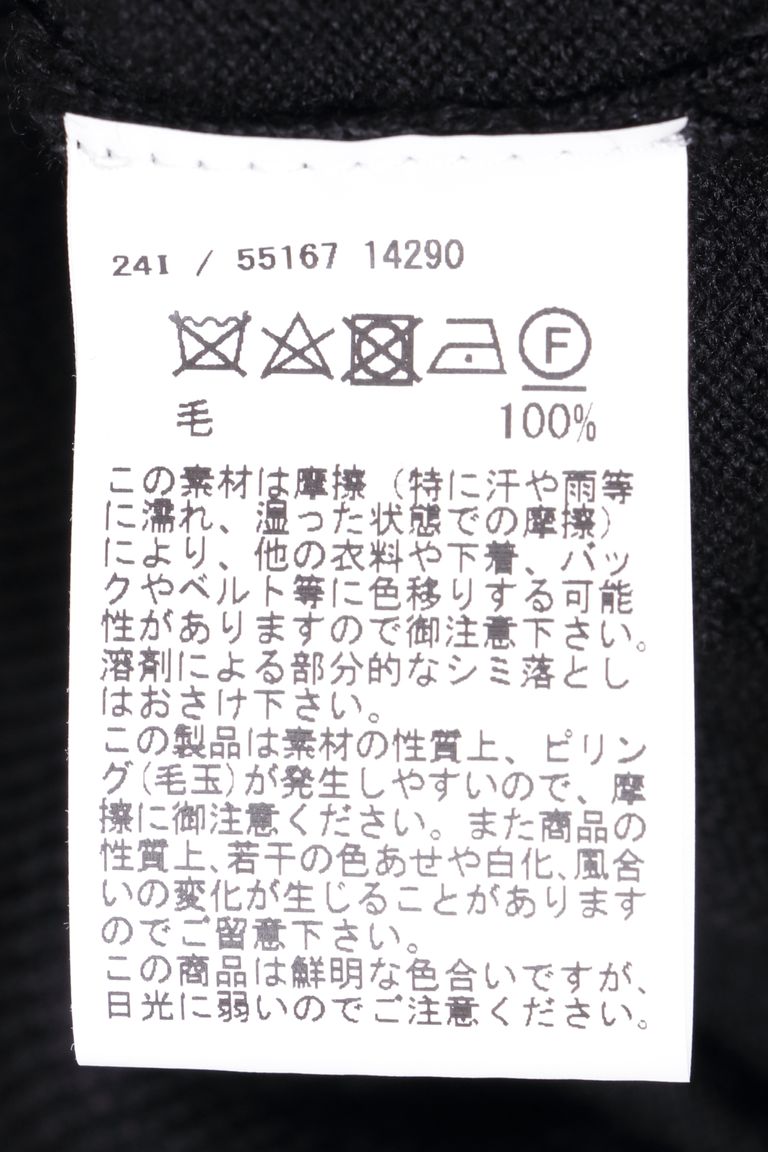 24I / 55167 14290
F
毛 100%
この素材は摩擦（特に汗や雨等
に濡れ、湿った状態での摩擦）
により、他の衣料や下着、バッ
クやベルト等に色移りする可能
性がありますので御注意下さい。
溶剤による部分的なシミ落とし
はおさけ下さい。
この製品は素材の性質上、ピリン
グ(毛玉)が発生しやすいので、摩
擦に御注意ください。また商品の
性質上、若干の色あせや白化、風合
いの変化が生じることがあります
のでご留意下さい。
この商品は鮮明な色合いですが、
日光に弱いのでご注意ください。